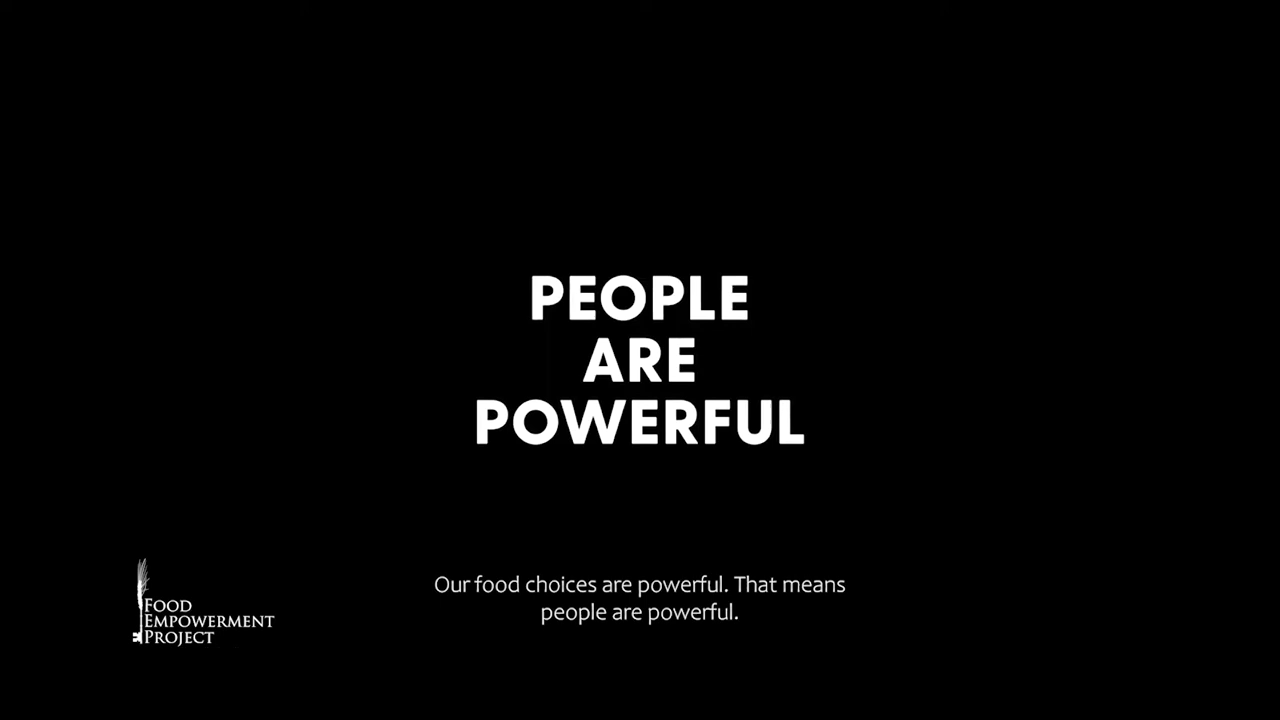 PEOPLE
ARE
POWERFUL
Our food choices are powerful. That means
people are powerful.
FOOD
EMPOWERMENT
PROJECT